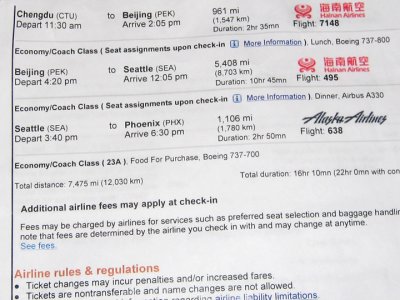 Chengdu (CTU) to Beijing (PEK) 961 mi 海南航空
Depart 11:30 am Arrive 2:05 pm (1,547 km) Hainan Airlines
Duration: 2hr 35mn Flight: 7148
Economy/Coach Class ( Seat assignments upon check-in i More Information ), Lunch, Boeing 737-800
Beijing (PEK) to Seattle (SEA) 5,408 mi 海南航空
Depart 4:20 pm Arrive 12:05 pm (8,703 km) Hainan Airlines
Duration: 10hr 45mn Flight: 495
Economy/Coach Class ( Seat assignments upon check-in i More Information ), Dinner, Airbus A330
Seattle (SEA) to Phoenix (PHX) 1,106 mi Alaska Airlines
Depart 3:40 pm Arrive 6:30 pm (1,780 km) Flight: 638
Duration: 2hr 50mn
Economy/Coach Class ( 23A ), Food For Purchase, Boeing 737-700
Total distance: 7,475 mi (12,030 km) Total duration: 16hr 10mn (22hr 0mn with con
Additional airline fees may apply at check-in
Fees may be charged by airlines for services such as preferred seat selection and baggage handlin
note that fees are determined by the airline you check in with and may change at anytime.
See fees.
Airline rules & regulations
• Ticket changes may incur penalties and/or increased fares.
• Tickets are nontransferable and name changes are not allowed.
regarding airline liability limitations.